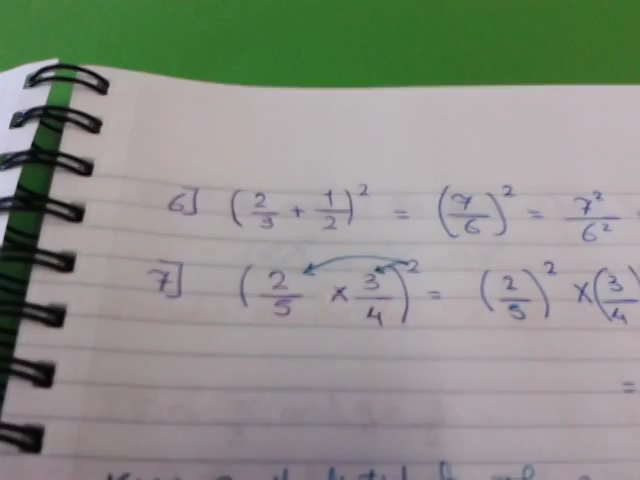 6] (2/3 + 1/2)² = (7/6)² = 7²/6²
7] (2/5 × 3/4)² = (2/5)² × (3/4)
=